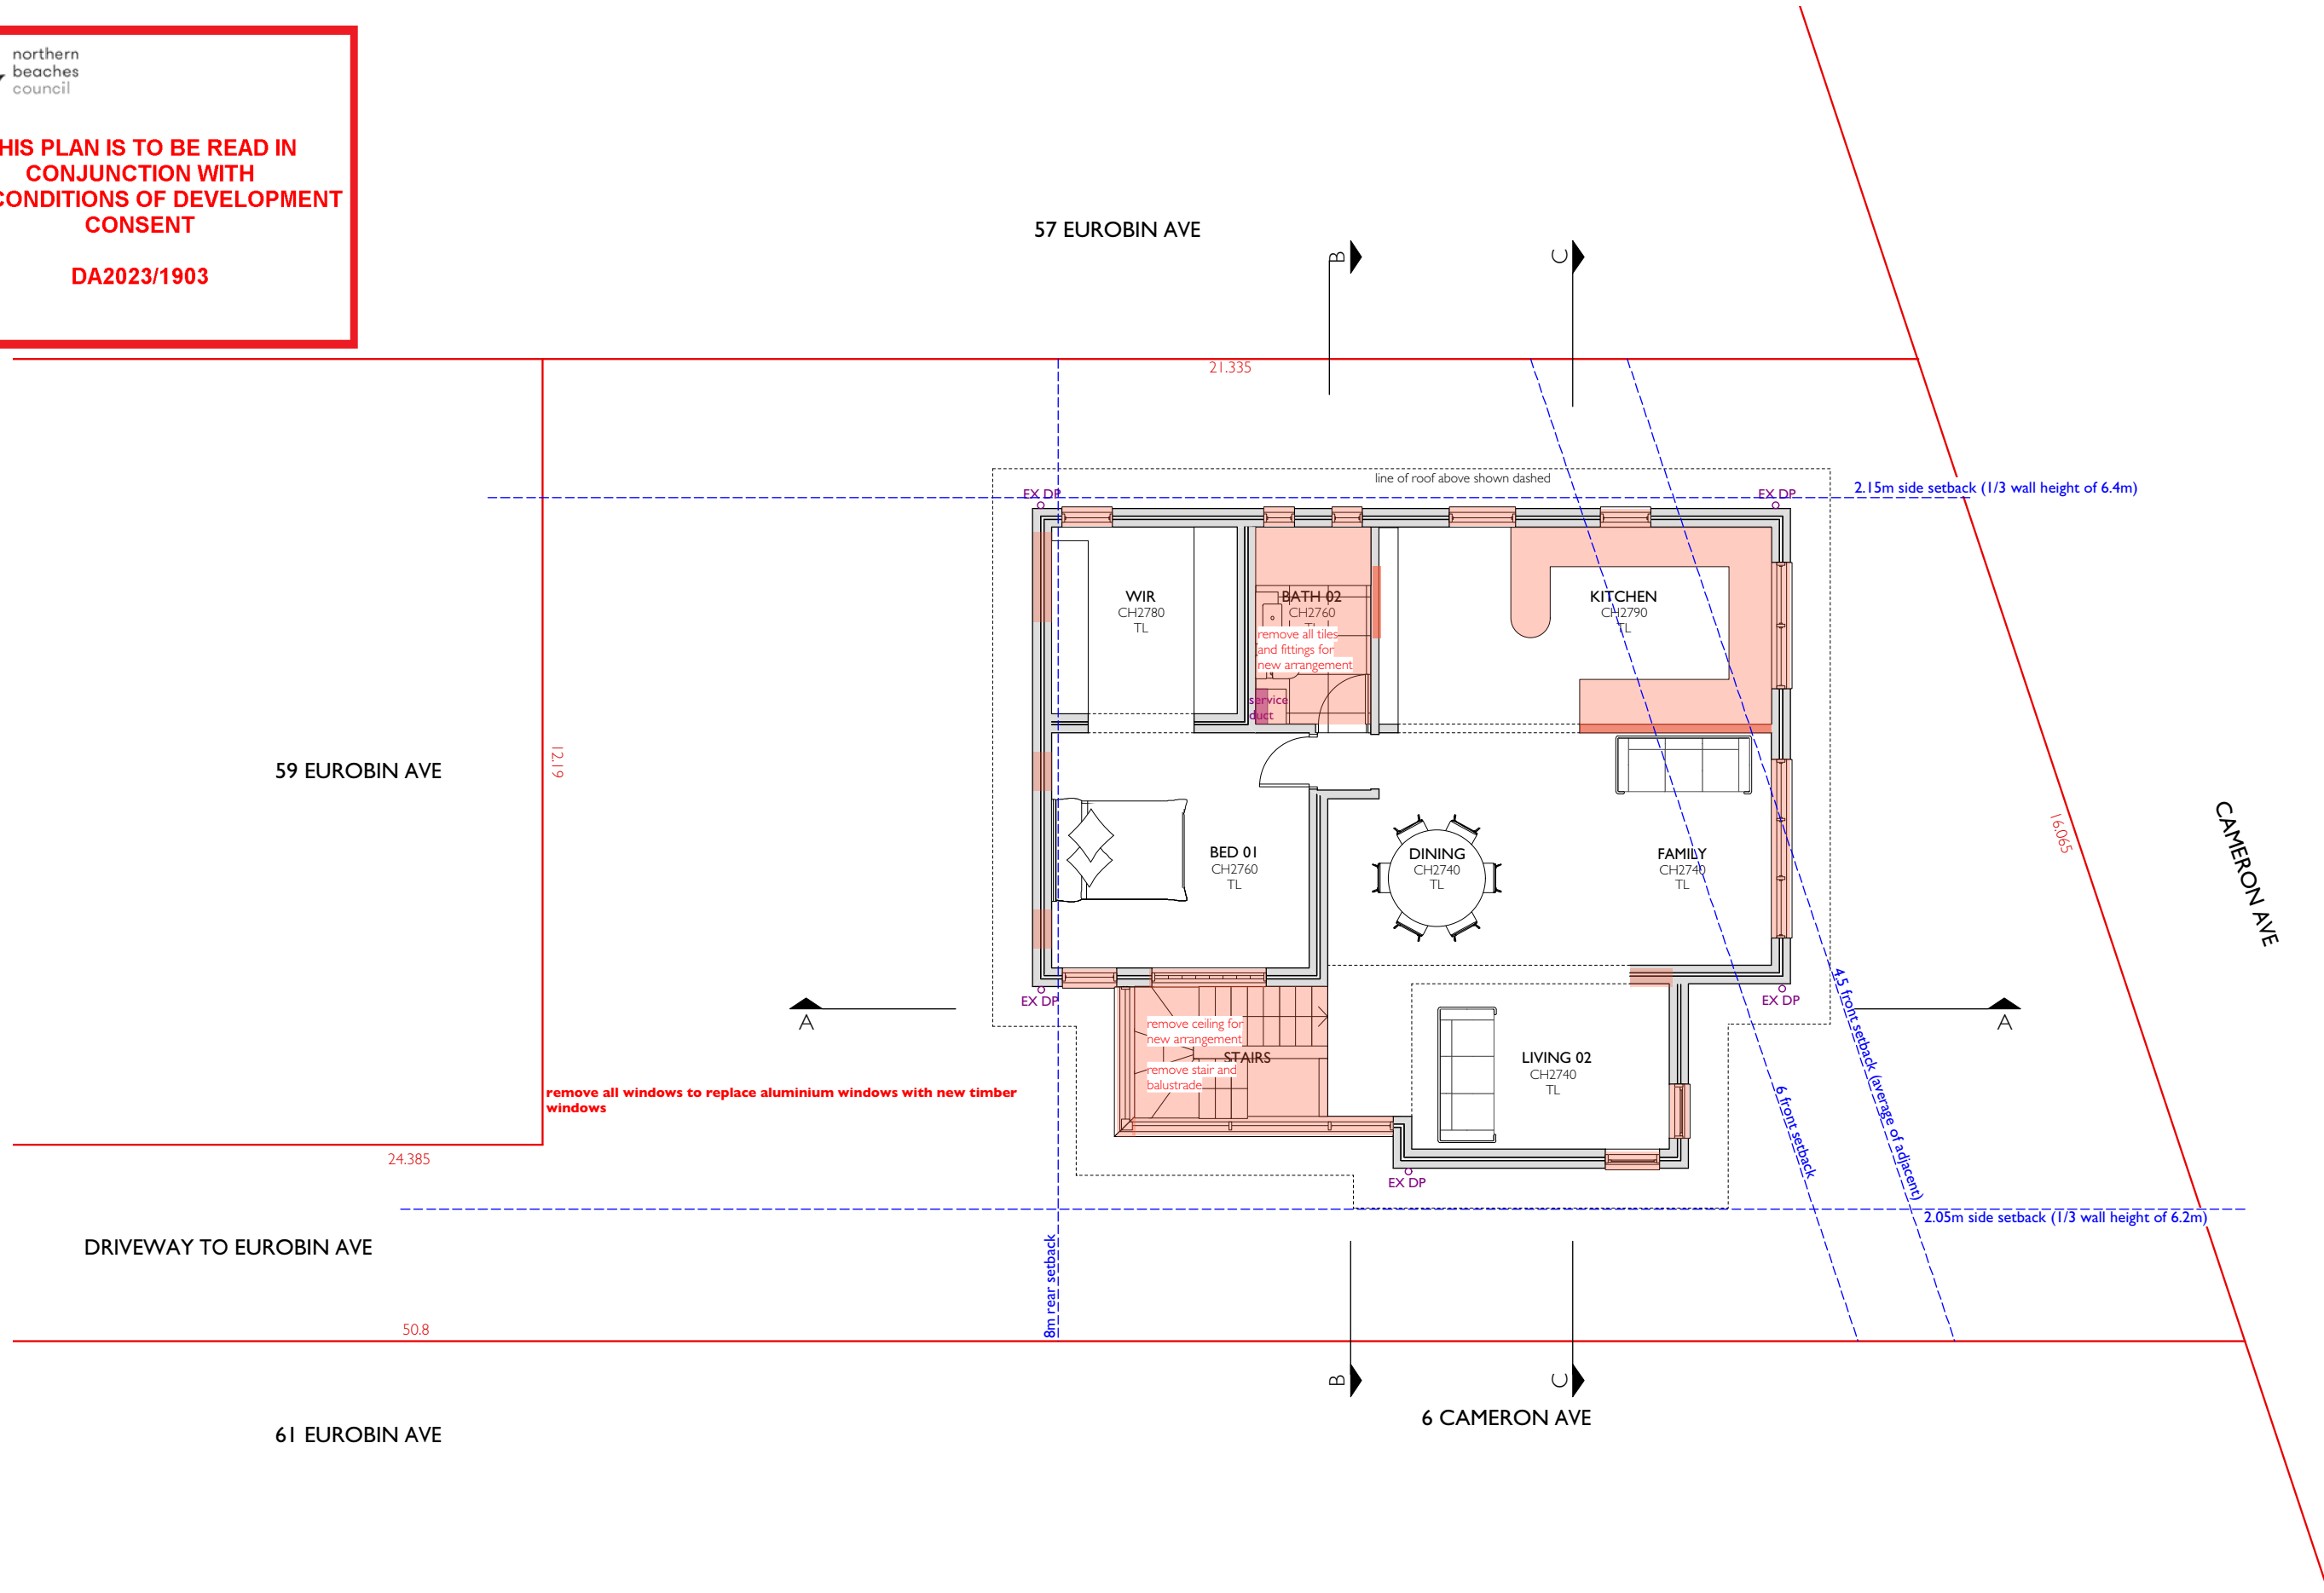 northern
beaches
council
HIS PLAN IS TO BE READ IN
CONJUNCTION WITH
CONDITIONS OF DEVELOPMENT
CONSENT
DA2023/1903
57 EUROBIN AVE
B
C
21.335
line of roof above shown dashed
EX DP
EX DP
2.15m side setback (1/3 wall height of 6.4m)
WIR
CH2780
TL
BATH 02
CH2760
TL
remove all tiles
and fittings for
new arrangement
service
duct
KITCHEN
CH2790
TL
59 EUROBIN AVE
12.19
BED 01
CH2760
TL
DINING
CH2740
TL
FAMILY
CH2740
TL
16.065
CAMERON AVE
EX DP
EX DP
A
A
remove ceiling for
new arrangement
STAIRS
remove stair and
balustrade
LIVING 02
CH2740
TL
4.5 front setback (average of adjacent)
6 front setback
remove all windows to replace aluminium windows with new timber
windows
24.385
EX DP
2.05m side setback (1/3 wall height of 6.2m)
DRIVEWAY TO EUROBIN AVE
8m rear setback
50.8
B
C
6 CAMERON AVE
61 EUROBIN AVE